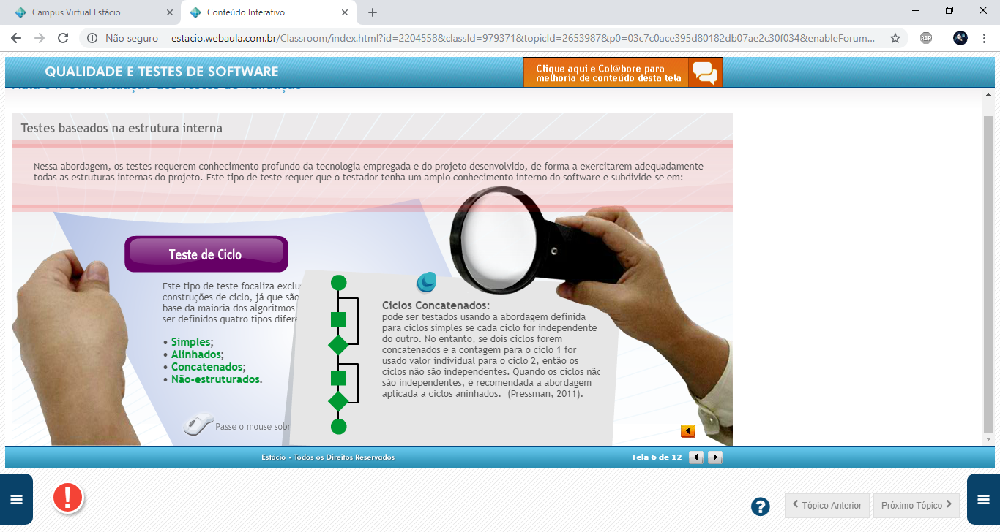 Campus Virtual Estácio
Conteúdo Interativo
Não seguro
estacio.webaula.com.br/Classroom/index.html?id=2204558&classId=979371&topicId=2653987&p0=03c7c0ace395d80182db07ae2c30f034&enableForum...
ABP
QUALIDADE E TESTES DE SOFTWARE
Clique aqui e Col@bore para
melhoria de conteúdo desta tela
Testes baseados na estrutura interna
Nessa abordagem, os testes requerem conhecimento profundo da tecnologia empregada e do projeto desenvolvido, de forma a exercitarem adequadamente
todas as estruturas internas do projeto. Este tipo de teste requer que o testador tenha um amplo conhecimento interno do software e subdivide-se em:
Teste de Ciclo
Este tipo de teste focaliza exclu
construções de ciclo, já que são
base da maioria dos algoritmos
ser definidos quatro tipos difere
• Simples;
• Alinhados;
• Concatenados;
• Não-estruturados.
Passe o mouse sobr
Ciclos Concatenados:
pode ser testados usando a abordagem definida
para ciclos simples se cada ciclo for independente
do outro. No entanto, se dois ciclos forem
concatenados e a contagem para o ciclo 1 for
usado valor individual para o ciclo 2, então os
ciclos não são independentes. Quando os ciclos não
são independentes, é recomendada a abordagem
aplicada a ciclos aninhados. (Pressman, 2011).
Estácio - Todos os Direitos Reservados
Tela 6 de 12
Tópico Anterior
Próximo Tópico